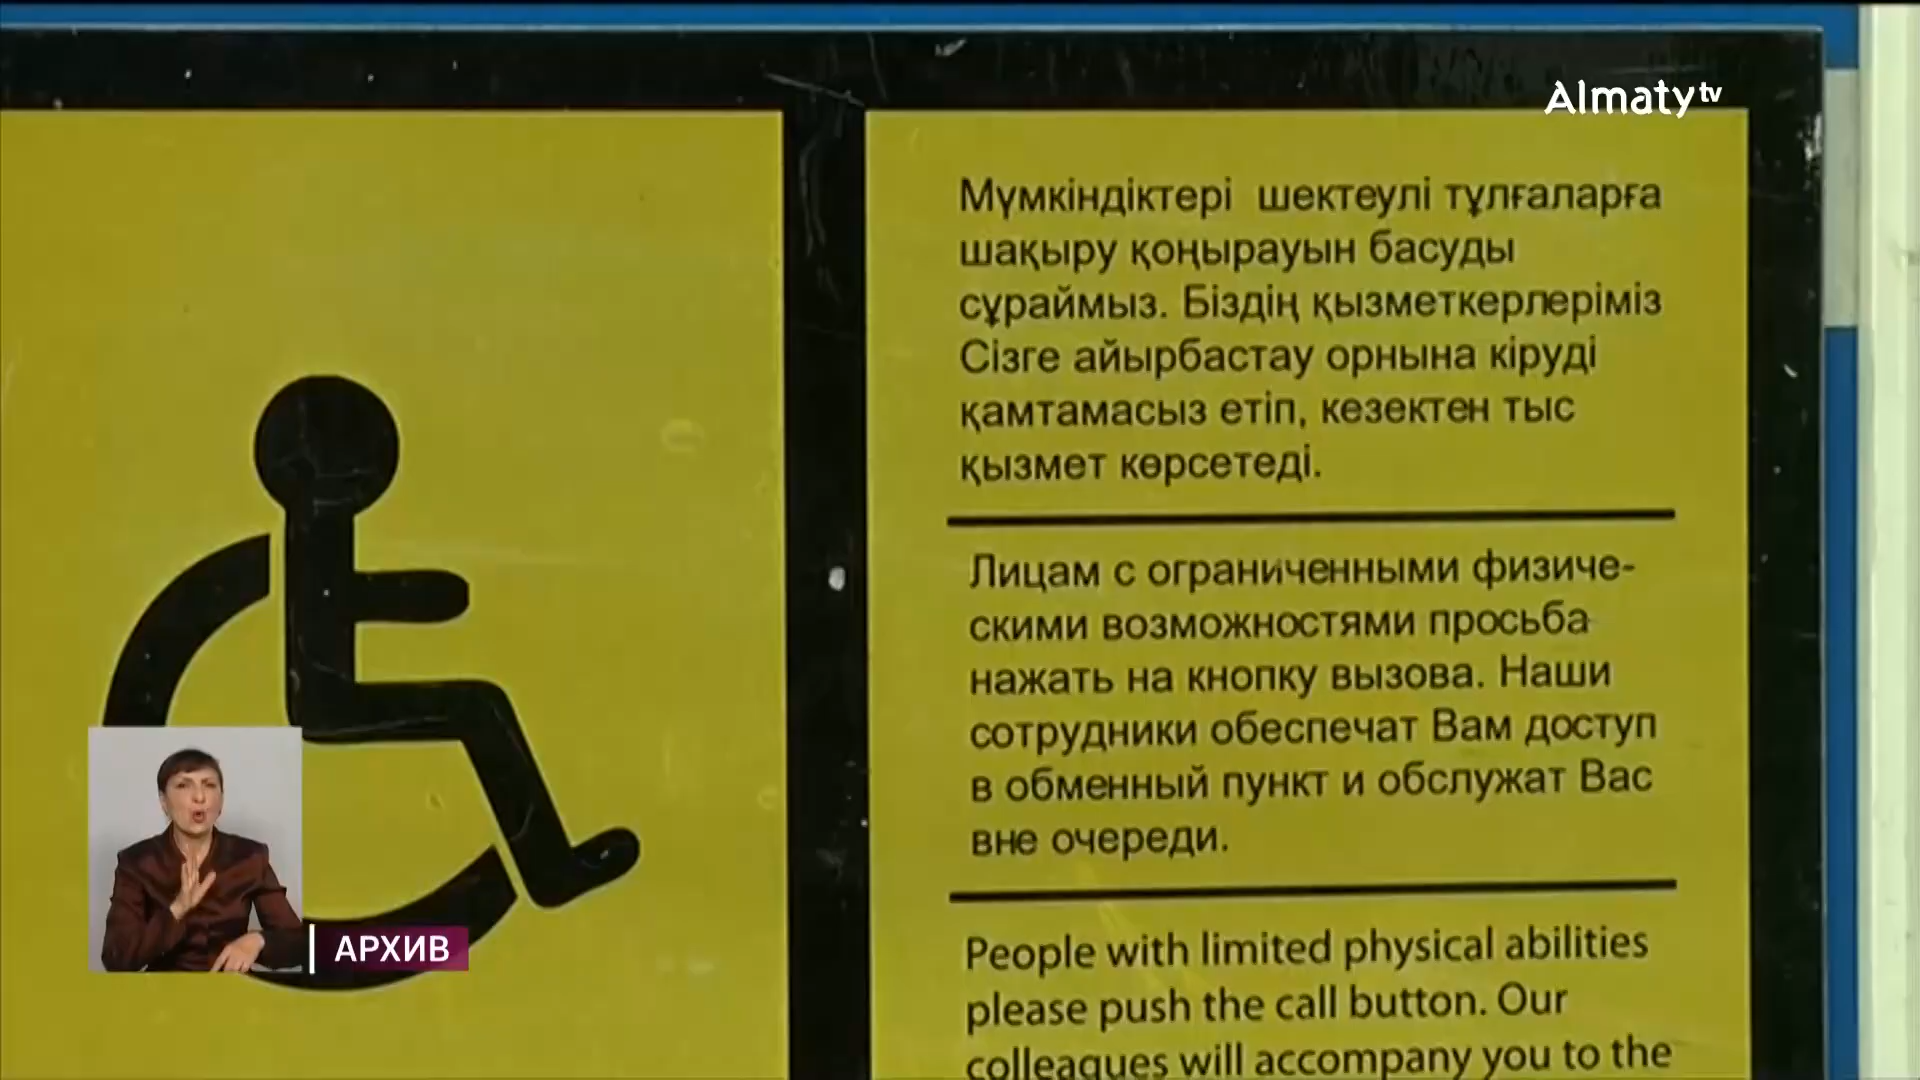 Almaty tv
Мүмкіндіктері шектеулі тұлғаларға
шақыру қоңырауын басуды
сұраймыз. Біздің қызметкерлеріміз
Сізге айырбастау орнына кіруді
қамтамасыз етіп, кезектен тыс
қызмет көрсетеді.
Лицам с ограниченными физиче-
скими возможностями просьба
нажать на кнопку вызова. Наши
сотрудники обеспечат Вам доступ
в обменный пункт и обслужат Вас
вне очереди.
People with limited physical abilities
please push the call button. Our
colleagues will accompany you to the
АРХИВ